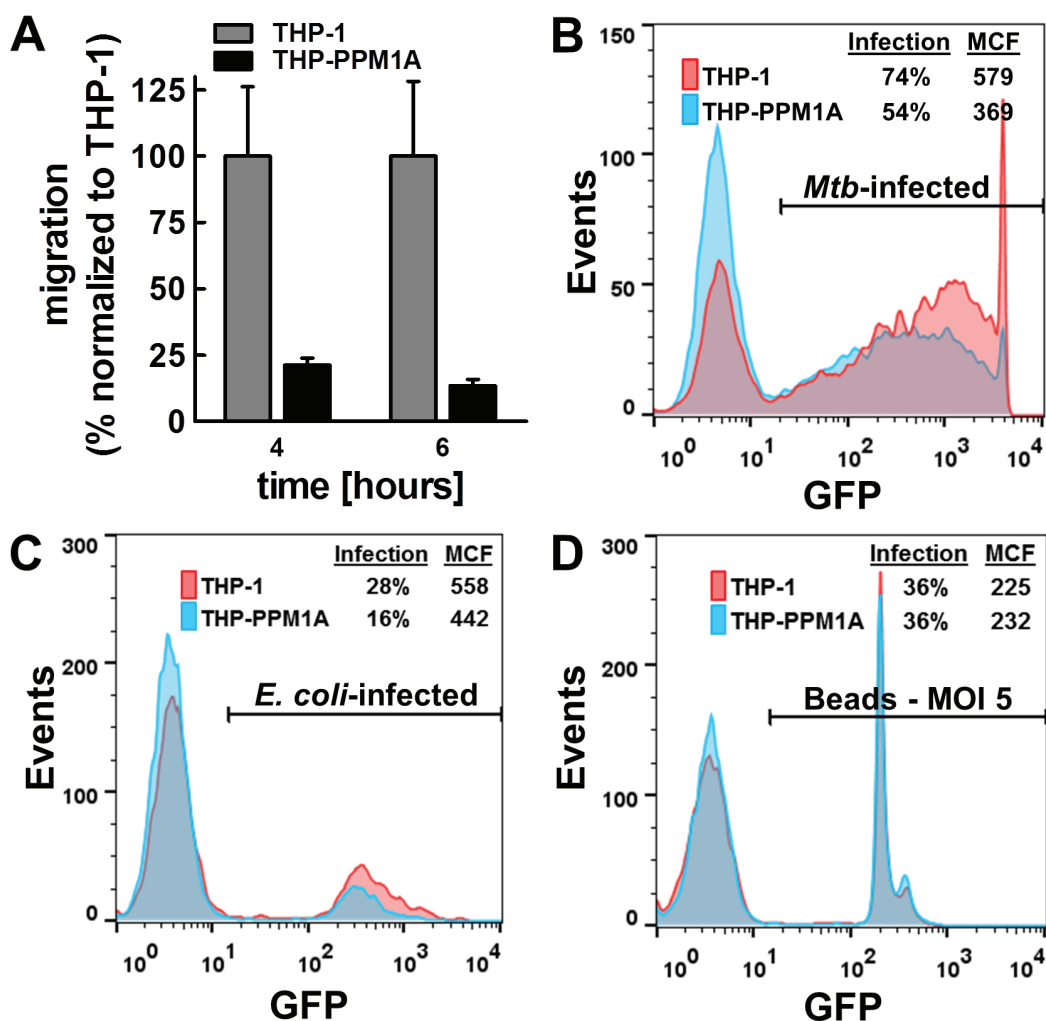 A
THP-1
THP-PPM1A
migration
(% normalized to THP-1)
125
100
75
50
25
0
4
6
time [hours]
B
150
100
50
0
Events
Infection MCF
THP-1 74% 579
THP-PPM1A 54% 369
Mtb-infected
10^0 10^1 10^2 10^3 10^4
GFP
C
300
200
100
0
Events
Infection MCF
THP-1 28% 558
THP-PPM1A 16% 442
E. coli-infected
10^0 10^1 10^2 10^3 10^4
GFP
D
300
200
100
0
Events
Infection MCF
THP-1 36% 225
THP-PPM1A 36% 232
Beads - MOI 5
10^0 10^1 10^2 10^3 10^4
GFP